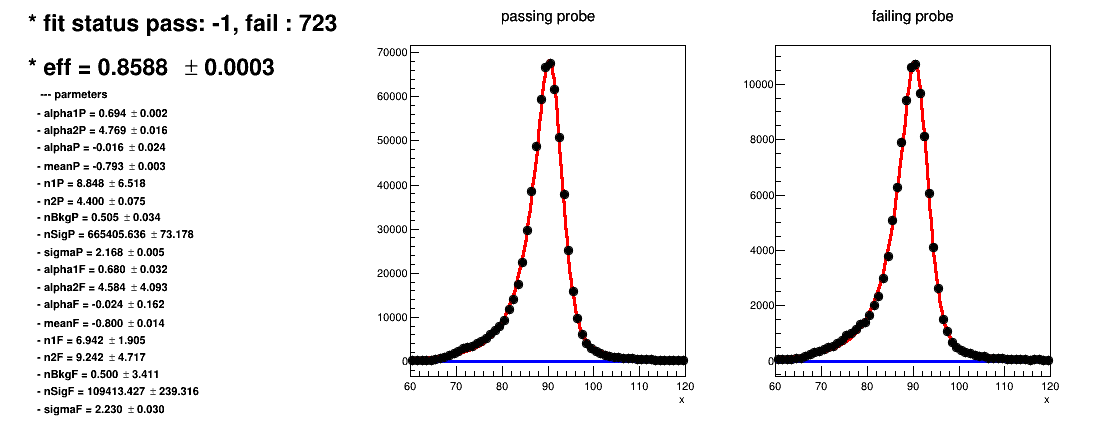 * fit status pass: -1, fail : 723
* eff = 0.8588 ± 0.0003
--- parmeters
- alpha1P = 0.694 ± 0.002
- alpha2P = 4.769 ± 0.016
- alphaP = -0.016 ± 0.024
- meanP = -0.793 ± 0.003
- n1P = 8.848 ± 6.518
- n2P = 4.400 ± 0.075
- nBkgP = 0.505 ± 0.034
- nSigP = 665405.636 ± 73.178
- sigmaP = 2.168 ± 0.005
- alpha1F = 0.680 ± 0.032
- alpha2F = 4.584 ± 4.093
- alphaF = -0.024 ± 0.162
- meanF = -0.800 ± 0.014
- n1F = 6.942 ± 1.905
- n2F = 9.242 ± 4.717
- nBkgF = 0.500 ± 3.411
- nSigF = 109413.427 ± 239.316
- sigmaF = 2.230 ± 0.030
passing probe
70000
60000
50000
40000
30000
20000
10000
0
60 70 80 90 100 110 120
x
failing probe
10000
8000
6000
4000
2000
0
60 70 80 90 100 110 120
x